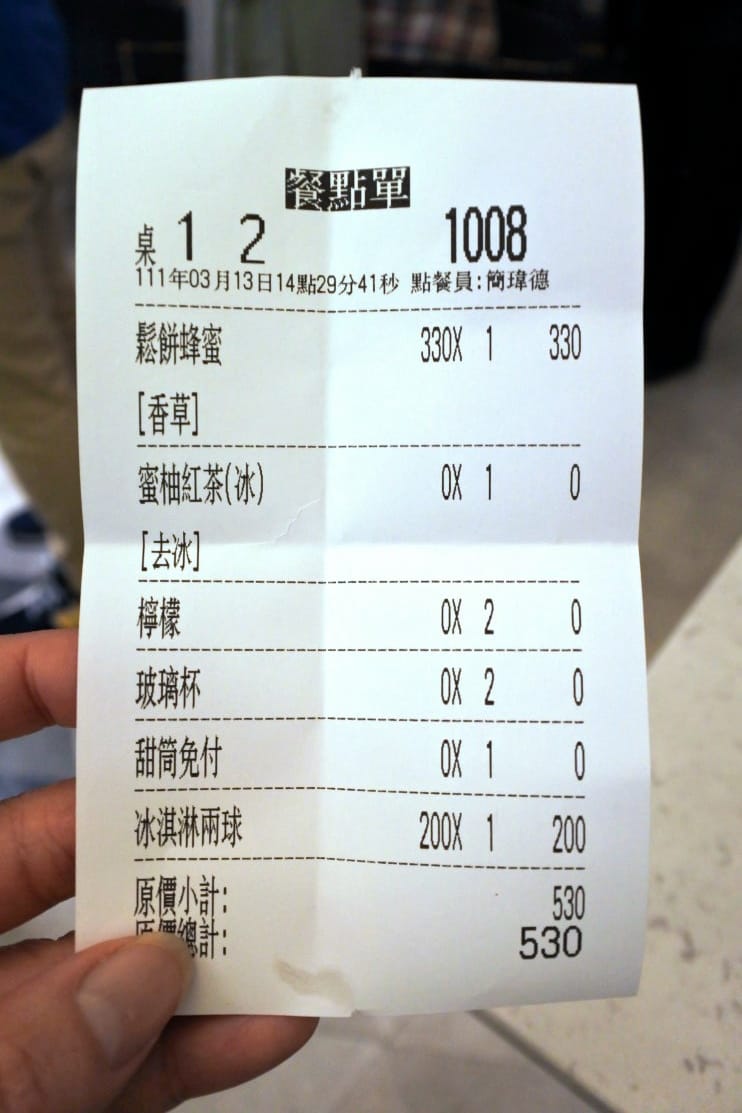 餐點單
桌 1 2 1008
111年03月13日14點29分41秒 點餐員:簡瑋德
鬆餅蜂蜜 330X 1 330
[香草]
蜜柚紅茶(冰) 0X 1 0
[去冰]
檸檬 0X 2 0
玻璃杯 0X 2 0
甜筒免付 0X 1 0
冰淇淋兩球 200X 1 200
原價小計: 530
原價總計: 530